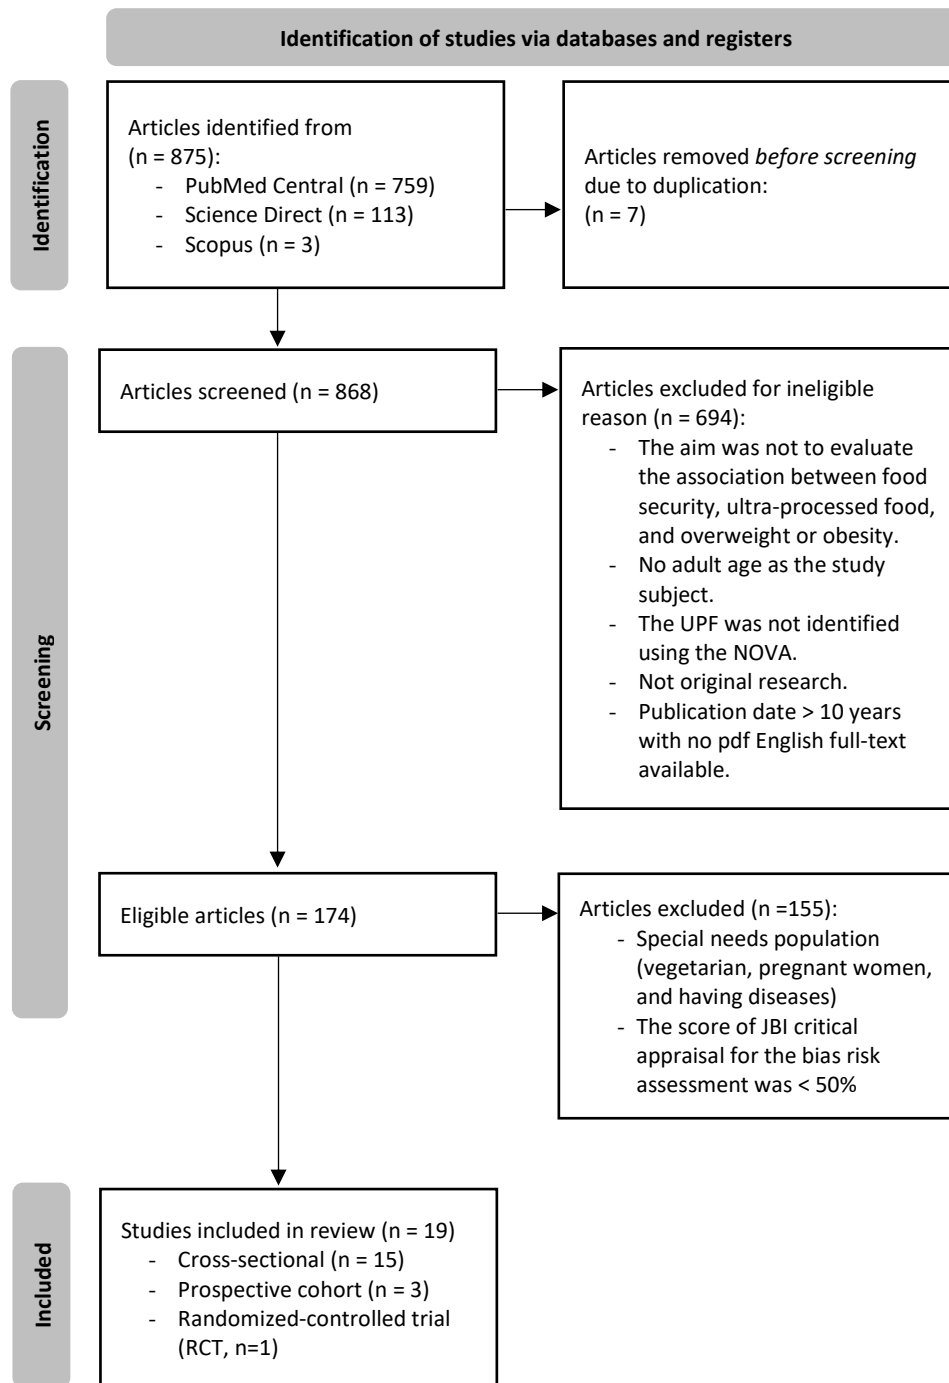 Identification of studies via databases and registers
Identification
Articles identified from
(n = 875):
- PubMed Central (n = 759)
- Science Direct (n = 113)
- Scopus (n = 3)
Articles removed before screening
due to duplication:
(n = 7)
Screening
Articles screened (n = 868)
Articles excluded for ineligible
reason (n = 694):
- The aim was not to evaluate
the association between food
security, ultra-processed food,
and overweight or obesity.
- No adult age as the study
subject.
- The UPF was not identified
using the NOVA.
- Not original research.
- Publication date > 10 years
with no pdf English full-text
available.
Eligible articles (n = 174)
Articles excluded (n =155):
- Special needs population
(vegetarian, pregnant women,
and having diseases)
- The score of JBI critical
appraisal for the bias risk
assessment was < 50%
Included
Studies included in review (n = 19)
- Cross-sectional (n = 15)
- Prospective cohort (n = 3)
- Randomized-controlled trial
(RCT, n=1)